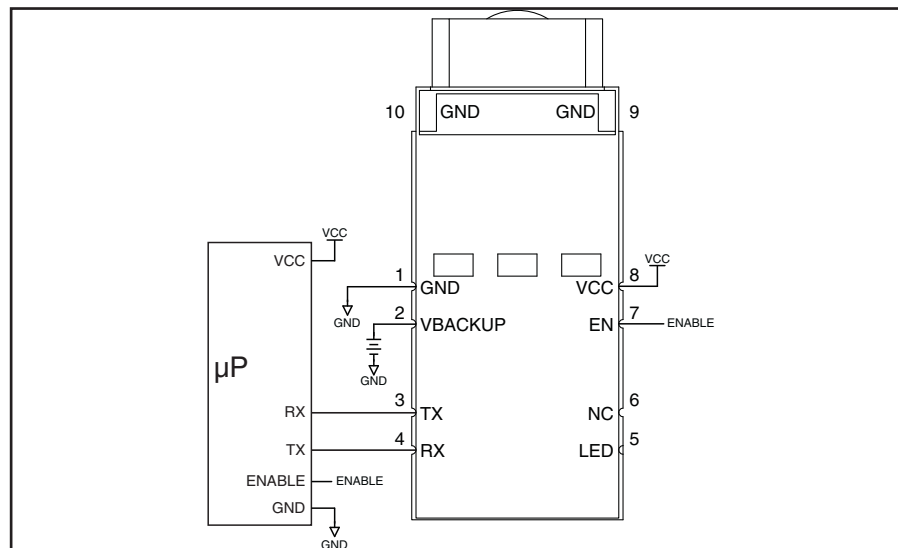 10 GND GND 9
VCC
VCC
1 GND
GND
2 VBACKUP
GND
VCC 8
VCC
EN 7 ENABLE
µP
RX 3 TX
TX 4 RX
NC 6
LED 5
ENABLE ENABLE
GND
GND